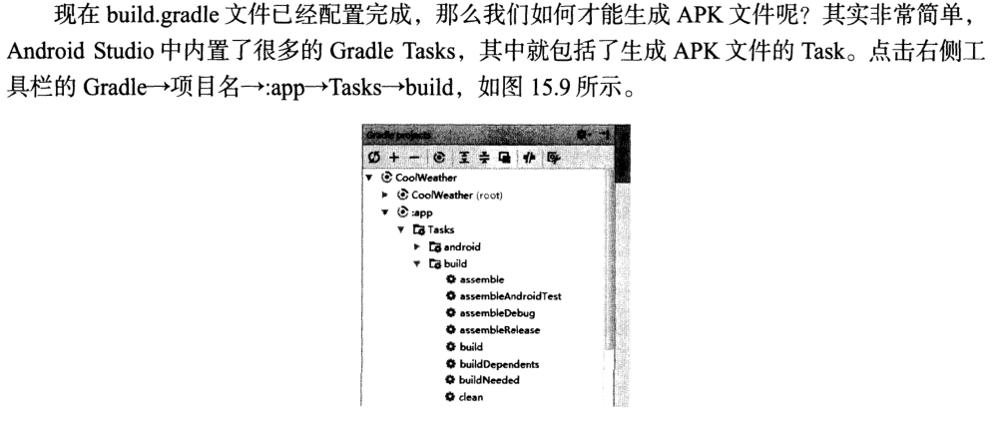 现在 build.gradle 文件已经配置完成，那么我们如何才能生成 APK 文件呢？其实非常简单，
Android Studio 中内置了很多的 Gradle Tasks，其中就包括了生成 APK 文件的 Task。点击右侧工
具栏的 Gradle→项目名→:app→Tasks→build，如图 15.9 所示。
Gradle projects
CoolWeather
CoolWeather (root)
:app
Tasks
android
build
assemble
assembleAndroidTest
assembleDebug
assembleRelease
build
buildDependents
buildNeeded
clean